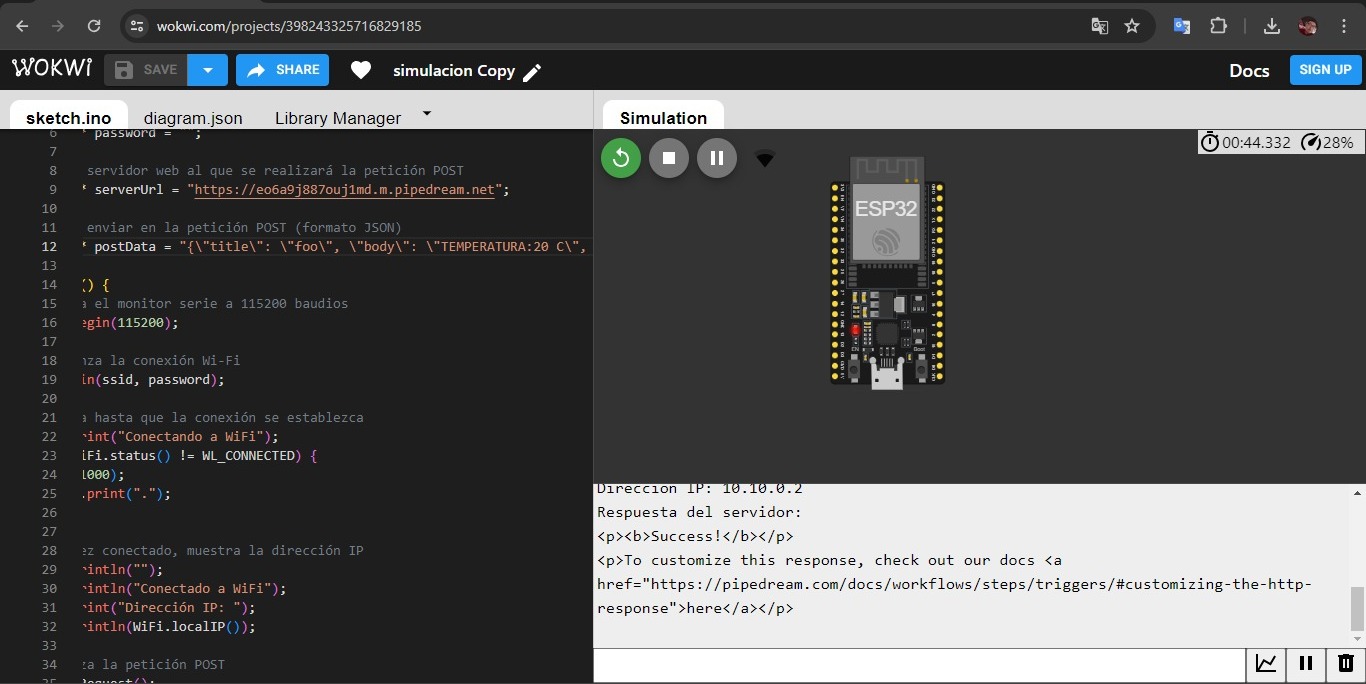 wokwi.com/projects/398243325716829185
WOKWI
SAVE
SHARE
simulacion Copy
Docs
SIGN UP
sketch.ino
diagram.json
Library Manager
Simulation
6 * password = "";
7
8 servidor web al que se realizará la petición POST
9 * serverUrl = "https://eo6a9j887ouj1md.m.pipedream.net";
10
11 enviar en la petición POST (formato JSON)
12 * postData = "{\"title\": \"foo\", \"body\": \"TEMPERATURA:20 C\",
13
14 () {
15 a el monitor serie a 115200 baudios
16 egin(115200);
17
18 nza la conexión Wi-Fi
19 in(ssid, password);
20
21 a hasta que la conexión se establezca
22 rint("Conectando a WiFi");
23 iFi.status() != WL_CONNECTED) {
24 1000);
25 .print(".");
26
27
28 ez conectado, muestra la dirección IP
29 rintln("");
30 rintln("Conectado a WiFi");
31 rint("Dirección IP: ");
32 rintln(WiFi.localIP());
33
34 za la petición POST
35 Request();
00:44.332
28%
ESP32
EN
Boot
Dirección IP: 10.10.0.2
Respuesta del servidor:
<p><b>Success!</b></p>
<p>To customize this response, check out our docs <a
href="https://pipedream.com/docs/workflows/steps/triggers/#customizing-the-http-
response">here</a></p>